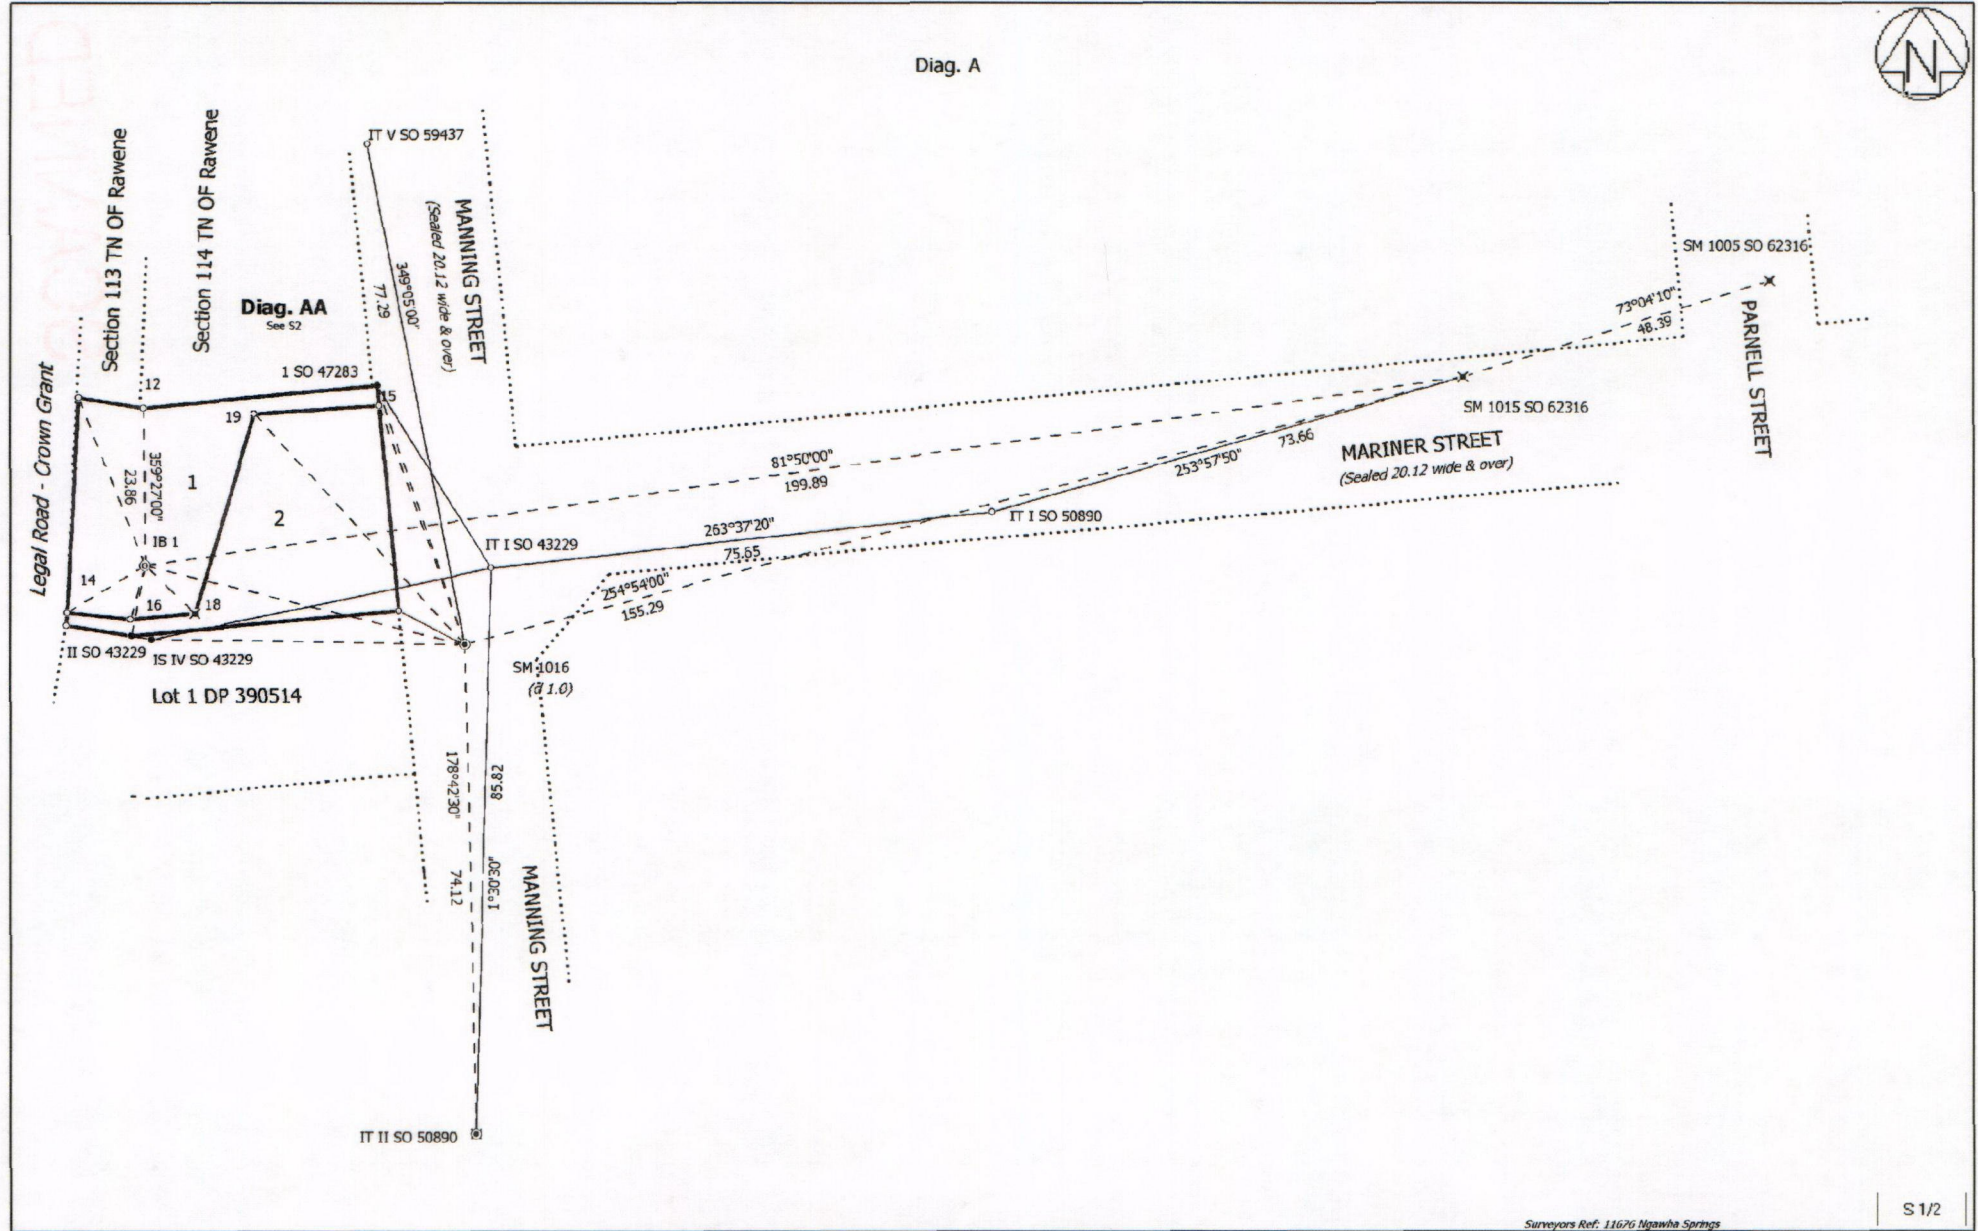 Diag. A
N
IT V SO 59437
Section 113 TN OF Rawene
Section 114 TN OF Rawene
MANNING STREET
(Sealed 20.12 wide & over)
349°05'00"
77.29
SM 1005 SO 62316
73°04'10"
48.39
PARNELL STREET
Diag. AA
See S2
Legal Road - Crown Grant
1 SO 47283
12
15
19
SM 1015 SO 62316
81°50'00"
199.89
253°57'50"
73.66
MARINER STREET
(Sealed 20.12 wide & over)
359°27'00"
23.86
1
2
IT I SO 50890
263°37'20"
75.65
IT I SO 43229
IB 1
14
16
18
254°54'00"
155.29
II SO 43229
IS IV SO 43229
SM 1016
(d 1.0)
Lot 1 DP 390514
178°42'30"
74.12
85.82
1°30'30"
MANNING STREET
IT II SO 50890
S 1/2
Surveyors Ref: 11676 Ngawha Springs